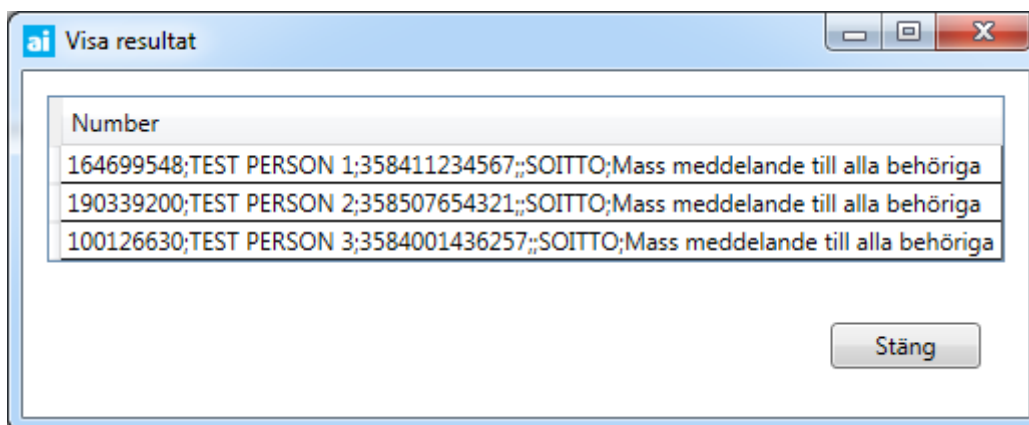 ai Visa resultat
Number
164699548;TEST PERSON 1;358411234567;;SOITTO;Mass meddelande till alla behöriga
190339200;TEST PERSON 2;358507654321;;SOITTO;Mass meddelande till alla behöriga
100126630;TEST PERSON 3;3584001436257;;SOITTO;Mass meddelande till alla behöriga
Stäng